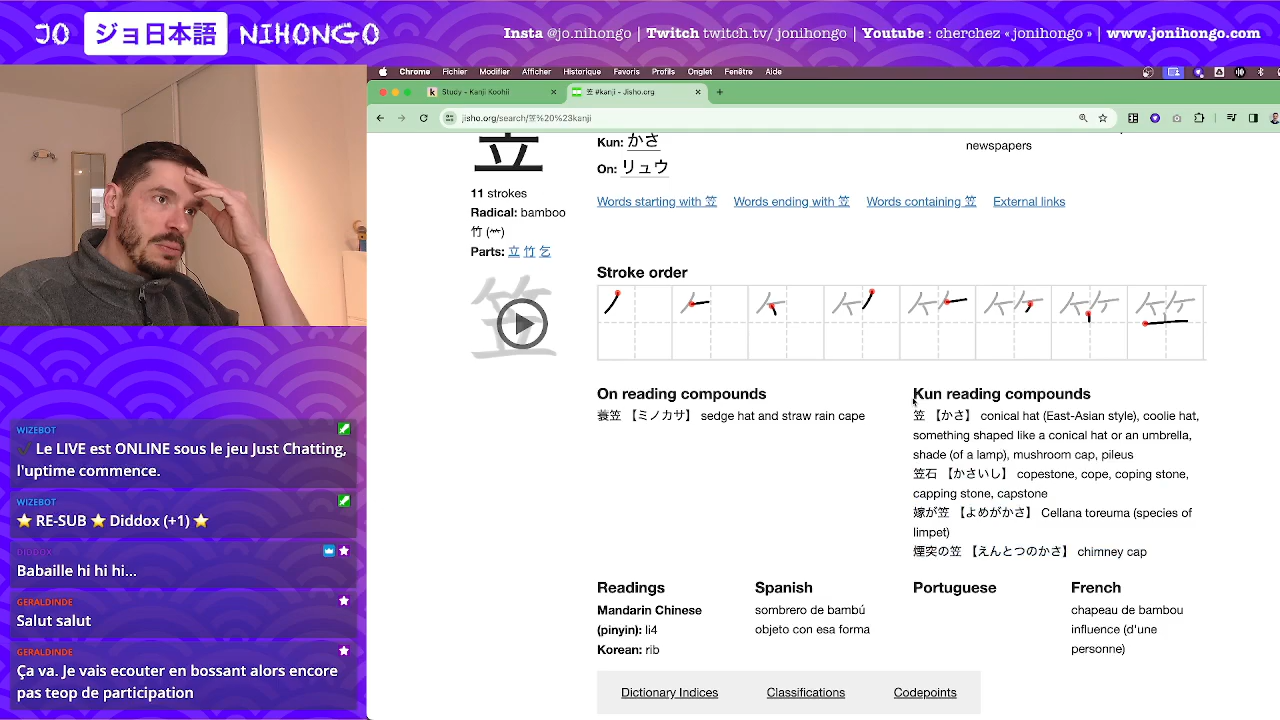 JO ジョ日本語 NIHONGO
Insta @jo.nihongo | Twitch twitch.tv/ jonihongo | Youtube : cherchez « jonihongo » | www.jonihongo.com
Chrome Fichier Modifier Afficher Historique Favoris Profils Onglet Fenêtre Aide
Study - Kanji Koohii
笠 #kanji - Jisho.org
jisho.org/search/笠%20%23kanji
Kun: かさ
newspapers
On: リュウ
11 strokes
Radical: bamboo
竹 (⺮)
Parts: 立 竹 乞
Words starting with 笠 Words ending with 笠 Words containing 笠 External links
Stroke order
笠
On reading compounds
蓑笠 【ミノカサ】 sedge hat and straw rain cape
Kun reading compounds
笠 【かさ】 conical hat (East-Asian style), coolie hat,
something shaped like a conical hat or an umbrella,
shade (of a lamp), mushroom cap, pileus
笠石 【かさいし】 copestone, cope, coping stone,
capping stone, capstone
嫁が笠 【よめがかさ】 Cellana toreuma (species of
limpet)
煙突の笠 【えんとつのかさ】 chimney cap
Readings
Mandarin Chinese
(pinyin): li4
Korean: rib
Spanish
sombrero de bambú
objeto con esa forma
Portuguese
French
chapeau de bambou
influence (d'une
personne)
Dictionary Indices Classifications Codepoints
WIZEBOT
Le LIVE est ONLINE sous le jeu Just Chatting,
l'uptime commence.
WIZEBOT
RE-SUB ⭐ Diddox (+1) ⭐
DIDDOX
Babaille hi hi hi...
GERALDINDE
Salut salut
GERALDINDE
Ça va. Je vais ecouter en bossant alors encore
pas teop de participation